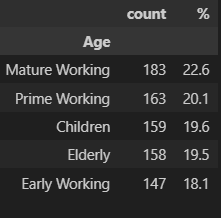 count %
Age
Mature Working 183 22.6
Prime Working 163 20.1
Children 159 19.6
Elderly 158 19.5
Early Working 147 18.1